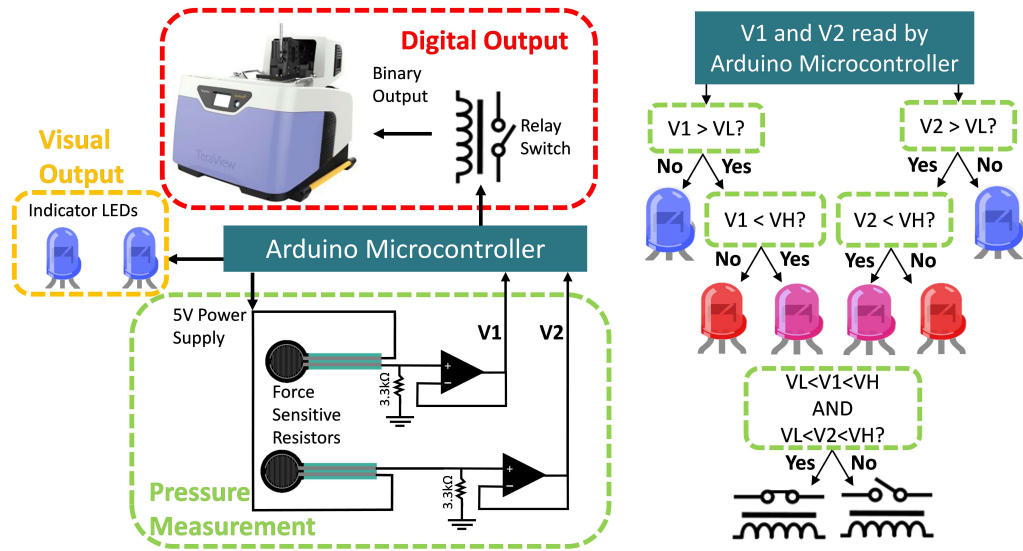 Digital Output
Binary
Output
Relay
Switch
TeraView
Visual
Output
Indicator LEDs
Arduino Microcontroller
5V Power
Supply
V1
V2
3.3kΩ
Force
Sensitive
Resistors
3.3kΩ
Pressure
Measurement
V1 and V2 read by
Arduino Microcontroller
V1 > VL?
V2 > VL?
No
Yes
Yes
No
V1 < VH?
V2 < VH?
No
Yes
Yes
No
VL<V1<VH
AND
VL<V2<VH?
Yes
No